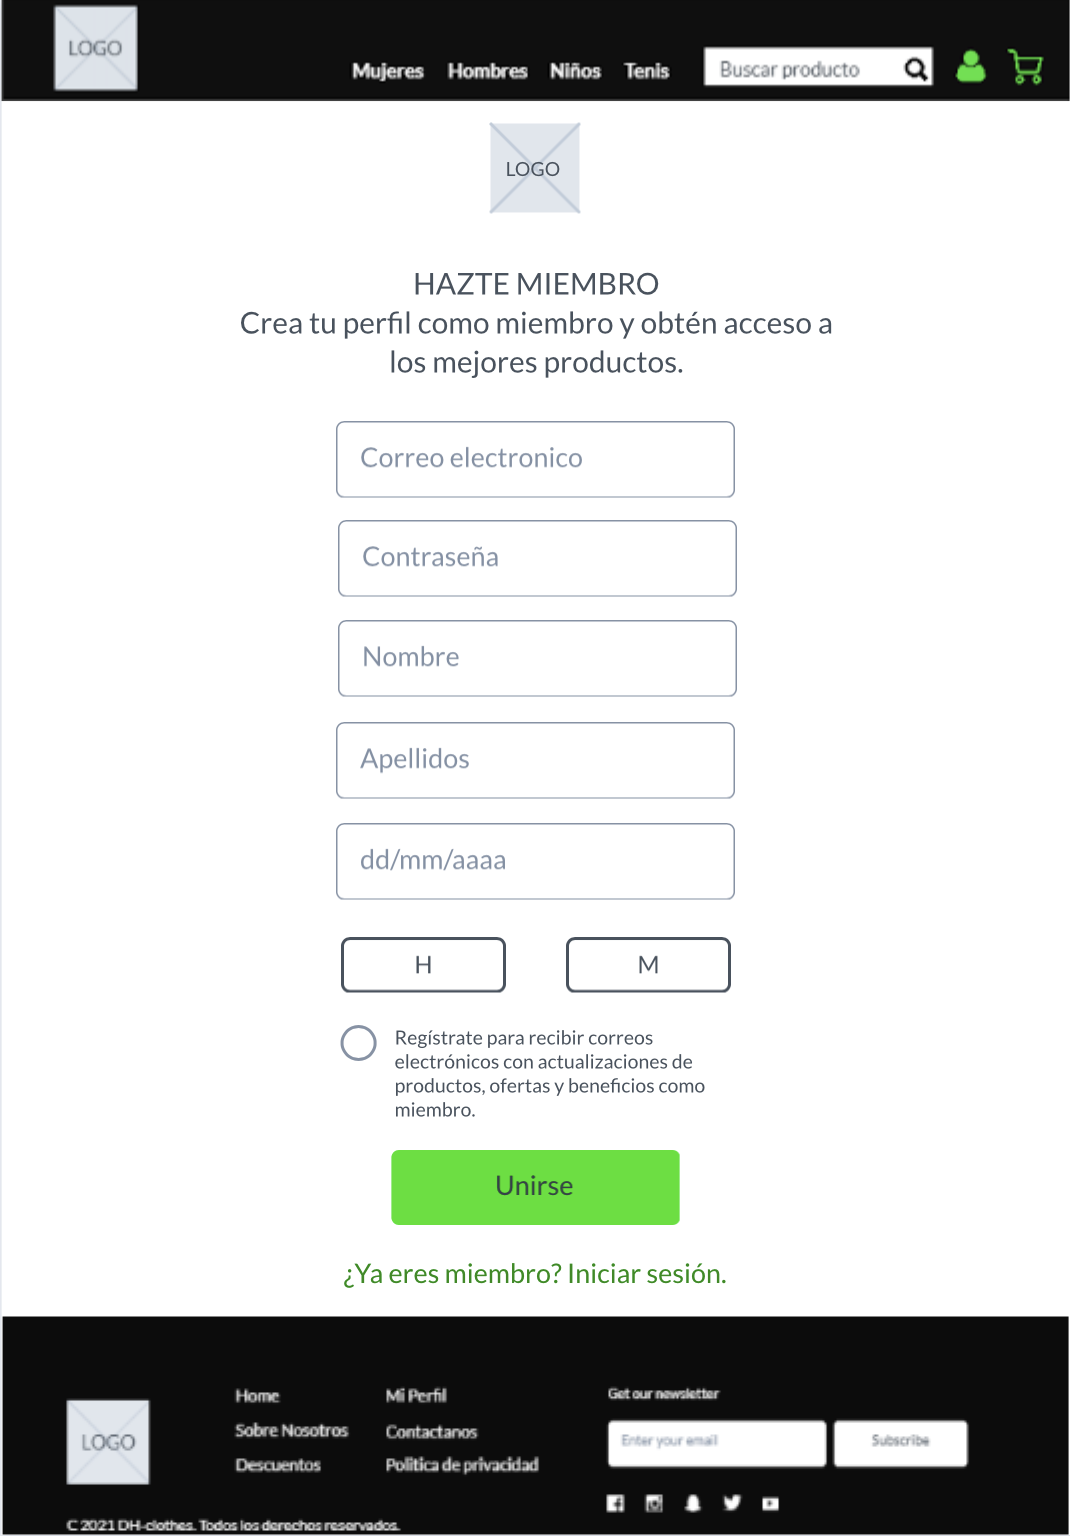 LOGO
Mujeres Hombres Niños Tenis Buscar producto
LOGO
HAZTE MIEMBRO
Crea tu perfil como miembro y obtén acceso a
los mejores productos.
Correo electronico
Contraseña
Nombre
Apellidos
dd/mm/aaaa
H M
Regístrate para recibir correos
electrónicos con actualizaciones de
productos, ofertas y beneficios como
miembro.
Unirse
¿Ya eres miembro? Iniciar sesión.
LOGO
Home
Sobre Nosotros
Descuentos
Mi Perfil
Contactanos
Politica de privacidad
Get our newsletter
Enter your email Subscribe
C 2021 DH-clothes. Todos los derechos reservados.